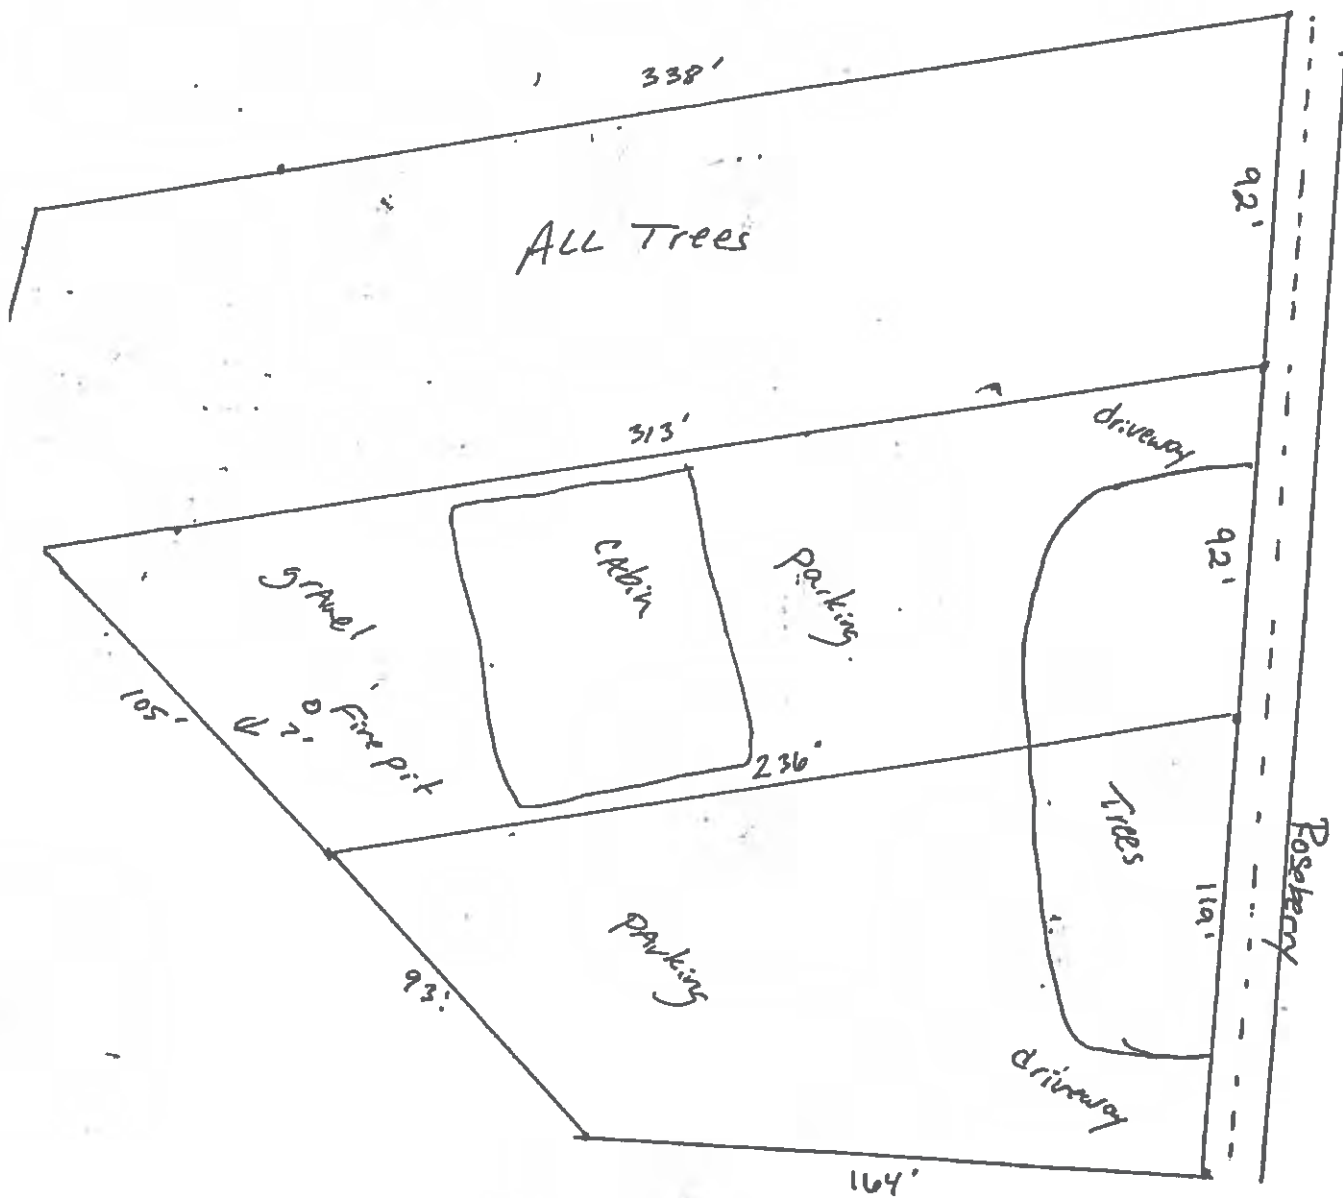 338'
92'
ALL Trees
313'
driveway
92'
gravel
CAbin
parking
105'
fire pit
236'
Trees
119'
Roseberry
PArking
93'
driveway
164'